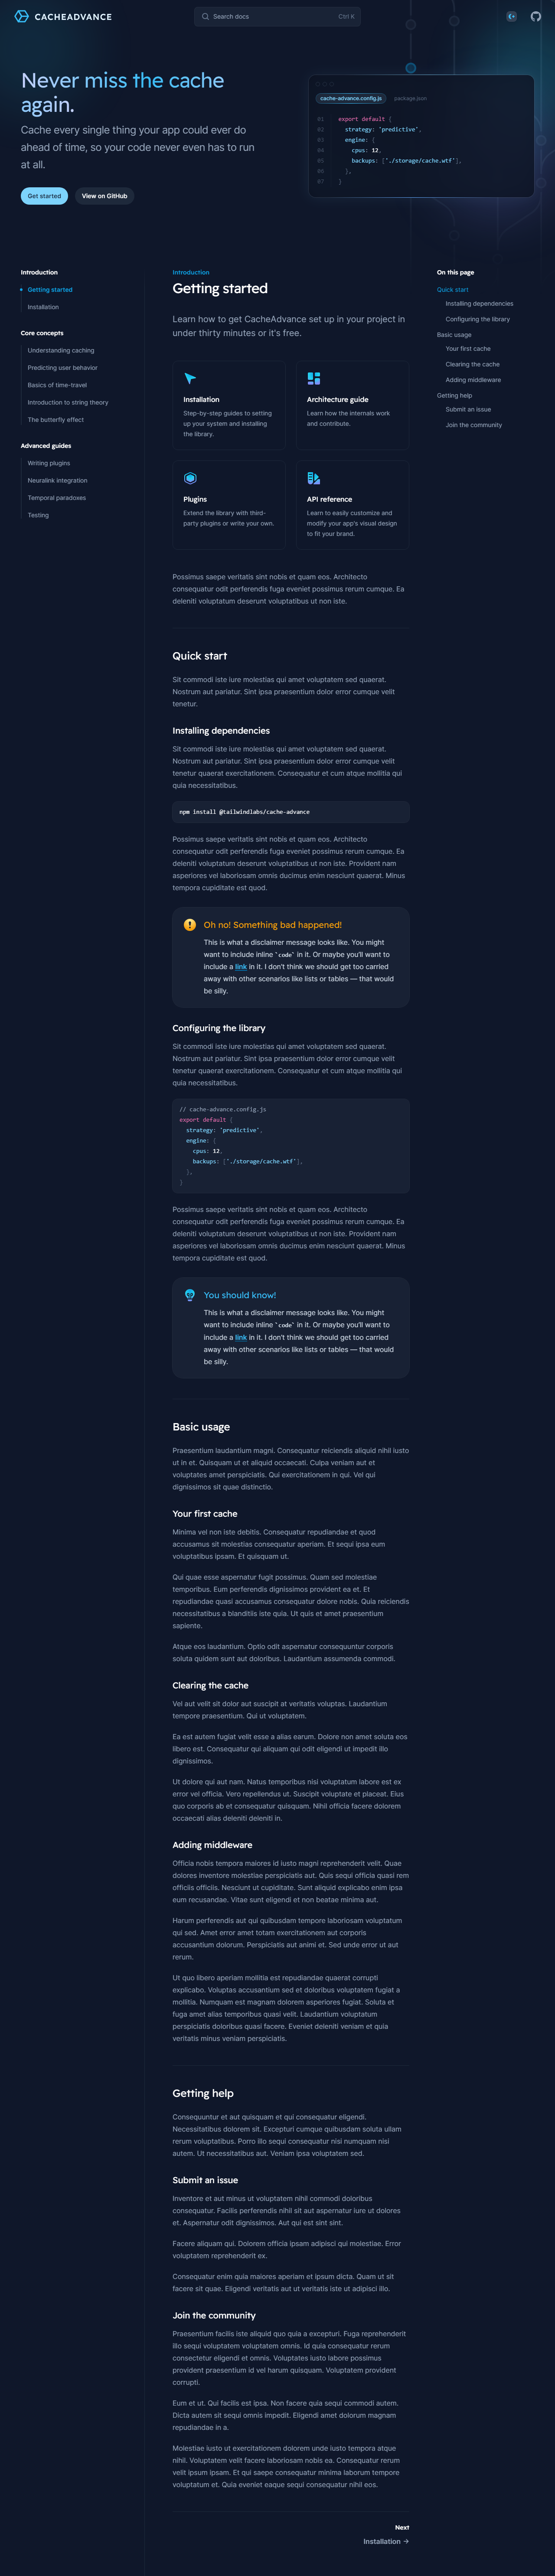 CACHEADVANCE
Search docs
Ctrl K
Never miss the cache
again.
Cache every single thing your app could ever do
ahead of time, so your code never even has to run
at all.
Get started
View on GitHub
cache-advance.config.js
package.json
01 export default {
02 strategy: 'predictive',
03 engine: {
04 cpus: 12,
05 backups: ['./storage/cache.wtf'],
06 },
07 }
Introduction
Getting started
Installation
Core concepts
Understanding caching
Predicting user behavior
Basics of time-travel
Introduction to string theory
The butterfly effect
Advanced guides
Writing plugins
Neuralink integration
Temporal paradoxes
Testing
Introduction
Getting started
Learn how to get CacheAdvance set up in your project in
under thirty minutes or it's free.
Installation
Step-by-step guides to setting
up your system and installing
the library.
Architecture guide
Learn how the internals work
and contribute.
Plugins
Extend the library with third-
party plugins or write your own.
API reference
Learn to easily customize and
modify your app's visual design
to fit your brand.
Possimus saepe veritatis sint nobis et quam eos. Architecto
consequatur odit perferendis fuga eveniet possimus rerum cumque. Ea
deleniti voluptatum deserunt voluptatibus ut non iste.
Quick start
Sit commodi iste iure molestias qui amet voluptatem sed quaerat.
Nostrum aut pariatur. Sint ipsa praesentium dolor error cumque velit
tenetur.
Installing dependencies
Sit commodi iste iure molestias qui amet voluptatem sed quaerat.
Nostrum aut pariatur. Sint ipsa praesentium dolor error cumque velit
tenetur quaerat exercitationem. Consequatur et cum atque mollitia qui
quia necessitatibus.
npm install @tailwindlabs/cache-advance
Possimus saepe veritatis sint nobis et quam eos. Architecto
consequatur odit perferendis fuga eveniet possimus rerum cumque. Ea
deleniti voluptatum deserunt voluptatibus ut non iste. Provident nam
asperiores vel laboriosam omnis ducimus enim nesciunt quaerat. Minus
tempora cupiditate est quod.
Oh no! Something bad happened!
This is what a disclaimer message looks like. You might
want to include inline `code` in it. Or maybe you'll want to
include a link in it. I don't think we should get too carried
away with other scenarios like lists or tables — that would
be silly.
Configuring the library
Sit commodi iste iure molestias qui amet voluptatem sed quaerat.
Nostrum aut pariatur. Sint ipsa praesentium dolor error cumque velit
tenetur quaerat exercitationem. Consequatur et cum atque mollitia qui
quia necessitatibus.
// cache-advance.config.js
export default {
strategy: 'predictive',
engine: {
cpus: 12,
backups: ['./storage/cache.wtf'],
},
}
Possimus saepe veritatis sint nobis et quam eos. Architecto
consequatur odit perferendis fuga eveniet possimus rerum cumque. Ea
deleniti voluptatum deserunt voluptatibus ut non iste. Provident nam
asperiores vel laboriosam omnis ducimus enim nesciunt quaerat. Minus
tempora cupiditate est quod.
You should know!
This is what a disclaimer message looks like. You might
want to include inline `code` in it. Or maybe you'll want to
include a link in it. I don't think we should get too carried
away with other scenarios like lists or tables — that would
be silly.
Basic usage
Praesentium laudantium magni. Consequatur reiciendis aliquid nihil iusto
ut in et. Quisquam ut et aliquid occaecati. Culpa veniam aut et
voluptates amet perspiciatis. Qui exercitationem in qui. Vel qui
dignissimos sit quae distinctio.
Your first cache
Minima vel non iste debitis. Consequatur repudiandae et quod
accusamus sit molestias consequatur aperiam. Et sequi ipsa eum
voluptatibus ipsam. Et quisquam ut.
Qui quae esse aspernatur fugit possimus. Quam sed molestiae
temporibus. Eum perferendis dignissimos provident ea et. Et
repudiandae quasi accusamus consequatur dolore nobis. Quia reiciendis
necessitatibus a blanditiis iste quia. Ut quis et amet praesentium
sapiente.
Atque eos laudantium. Optio odit aspernatur consequuntur corporis
soluta quidem sunt aut doloribus. Laudantium assumenda commodi.
Clearing the cache
Vel aut velit sit dolor aut suscipit at veritatis voluptas. Laudantium
tempore praesentium. Qui ut voluptatem.
Ea est autem fugiat velit esse a alias earum. Dolore non amet soluta eos
libero est. Consequatur qui aliquam qui odit eligendi ut impedit illo
dignissimos.
Ut dolore qui aut nam. Natus temporibus nisi voluptatum labore est ex
error vel officia. Vero repellendus ut. Suscipit voluptate et placeat. Eius
quo corporis ab et consequatur quisquam. Nihil officia facere dolorem
occaecati alias deleniti deleniti in.
Adding middleware
Officia nobis tempora maiores id iusto magni reprehenderit velit. Quae
dolores inventore molestiae perspiciatis aut. Quis sequi officia quasi rem
officiis officiis. Nesciunt ut cupiditate. Sunt aliquid explicabo enim ipsa
eum recusandae. Vitae sunt eligendi et non beatae minima aut.
Harum perferendis aut qui quibusdam tempore laboriosam voluptatum
qui sed. Amet error amet totam exercitationem aut corporis
accusantium dolorum. Perspiciatis aut animi et. Sed unde error ut aut
rerum.
Ut quo libero aperiam mollitia est repudiandae quaerat corrupti
explicabo. Voluptas accusantium sed et doloribus voluptatem fugiat a
mollitia. Numquam est magnam dolorem asperiores fugiat. Soluta et
fuga amet alias temporibus quasi velit. Laudantium voluptatum
perspiciatis doloribus quasi facere. Eveniet deleniti veniam et quia
veritatis minus veniam perspiciatis.
Getting help
Consequuntur et aut quisquam et qui consequatur eligendi.
Necessitatibus dolorem sit. Excepturi cumque quibusdam soluta ullam
rerum voluptatibus. Porro illo sequi consequatur nisi numquam nisi
autem. Ut necessitatibus aut. Veniam ipsa voluptatem sed.
Submit an issue
Inventore et aut minus ut voluptatem nihil commodi doloribus
consequatur. Facilis perferendis nihil sit aut aspernatur iure ut dolores
et. Aspernatur odit dignissimos. Aut qui est sint sint.
Facere aliquam qui. Dolorem officia ipsam adipisci qui molestiae. Error
voluptatem reprehenderit ex.
Consequatur enim quia maiores aperiam et ipsum dicta. Quam ut sit
facere sit quae. Eligendi veritatis aut ut veritatis iste ut adipisci illo.
Join the community
Praesentium facilis iste aliquid quo quia a excepturi. Fuga reprehenderit
illo sequi voluptatem voluptatem omnis. Id quia consequatur rerum
consectetur eligendi et omnis. Voluptates iusto labore possimus
provident praesentium id vel harum quisquam. Voluptatem provident
corrupti.
Eum et ut. Qui facilis est ipsa. Non facere quia sequi commodi autem.
Dicta autem sit sequi omnis impedit. Eligendi amet dolorum magnam
repudiandae in a.
Molestiae iusto ut exercitationem dolorem unde iusto tempora atque
nihil. Voluptatem velit facere laboriosam nobis ea. Consequatur rerum
velit ipsum ipsam. Et qui saepe consequatur minima laborum tempore
voluptatum et. Quia eveniet eaque sequi consequatur nihil eos.
Next
Installation →
On this page
Quick start
Installing dependencies
Configuring the library
Basic usage
Your first cache
Clearing the cache
Adding middleware
Getting help
Submit an issue
Join the community